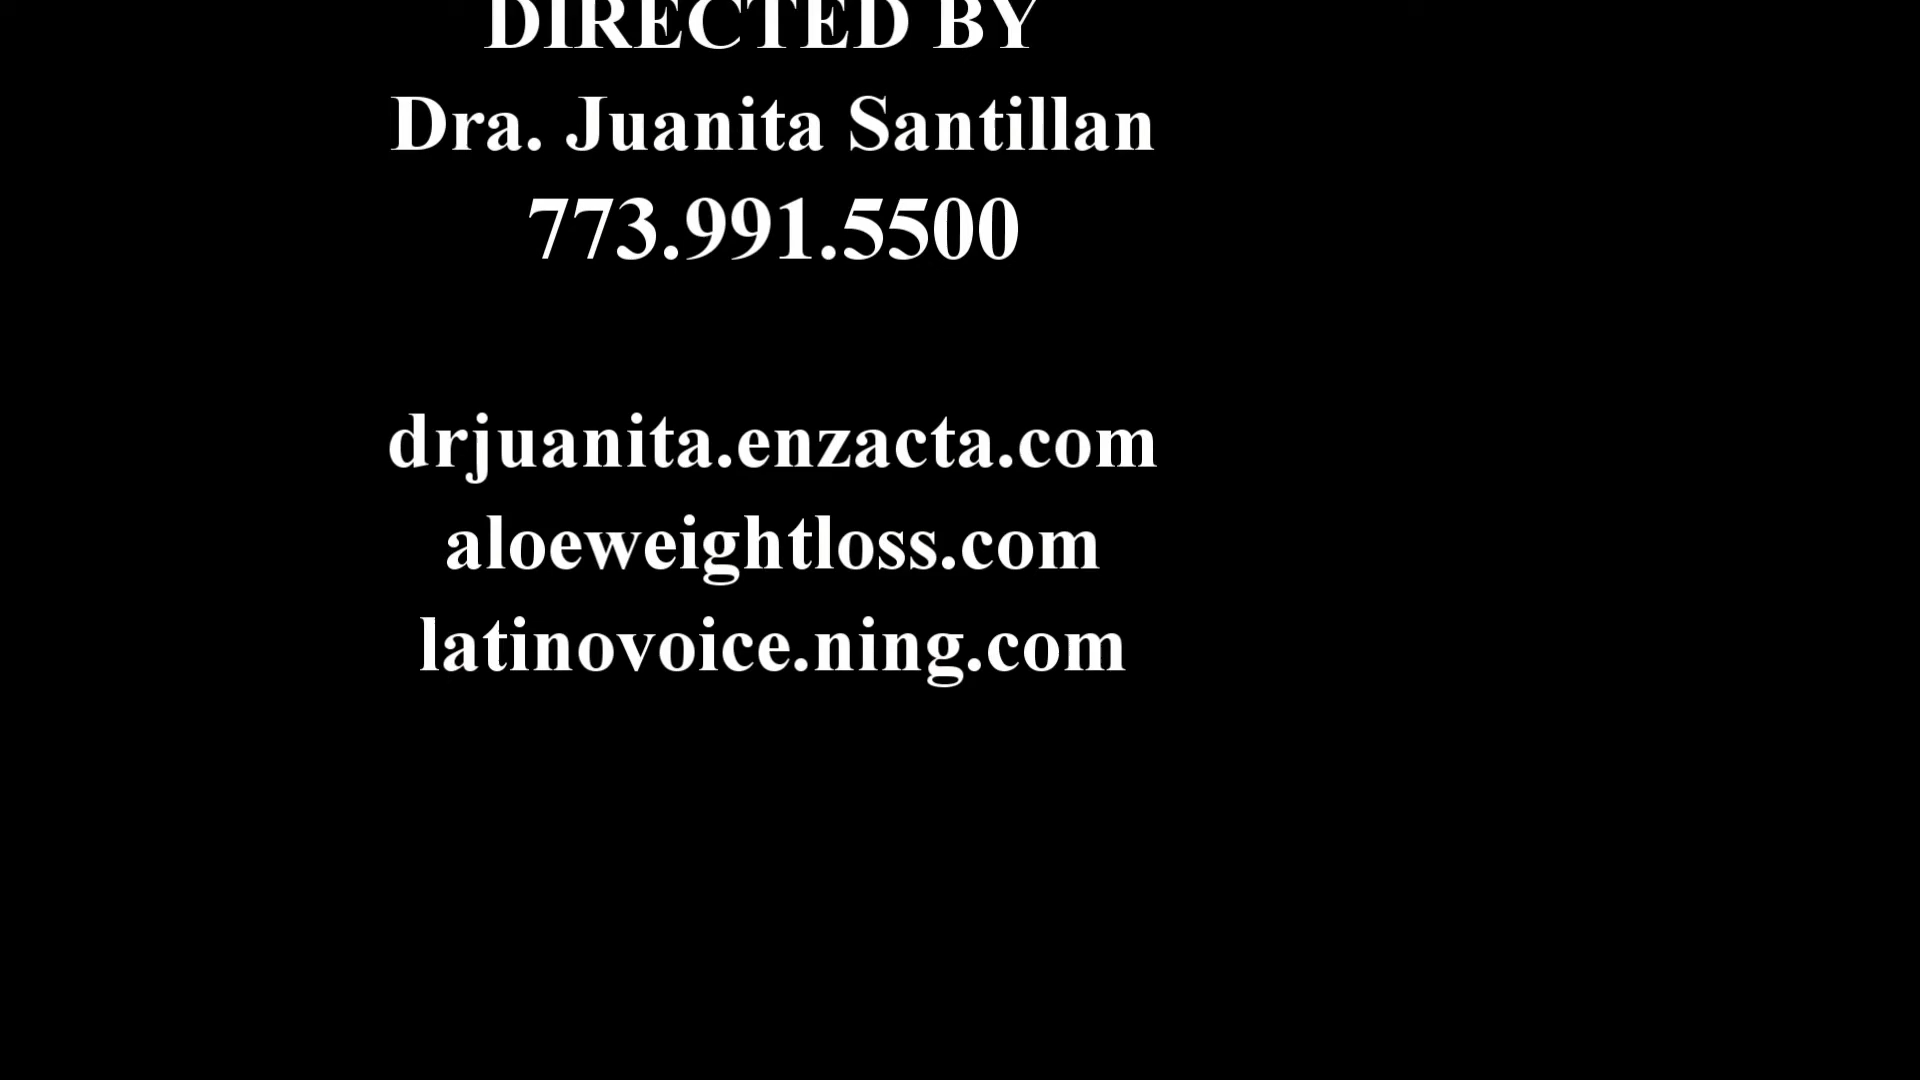 DIRECTED BY
Dra. Juanita Santillan
773.991.5500
drjuanita.enzacta.com
aloeweightloss.com
latinovoice.ning.com